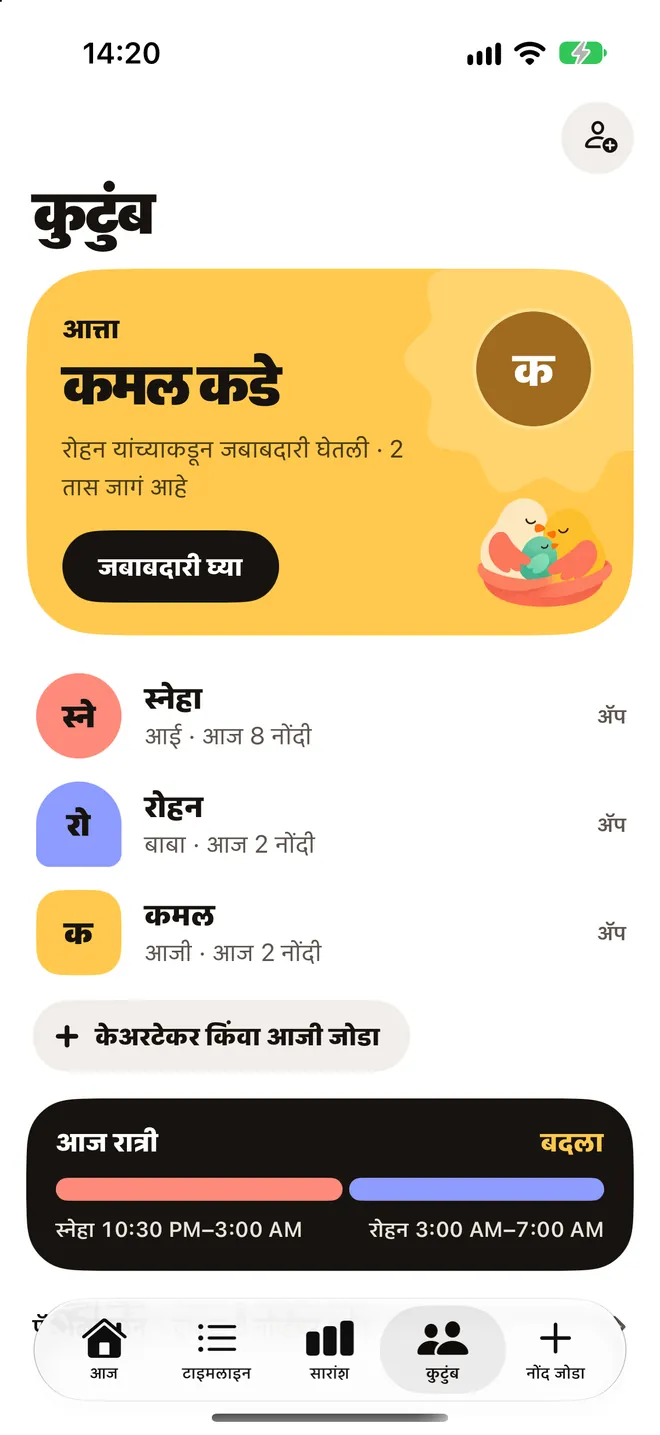 14:20
कुटुंब
आत्ता
कमल कडे
क
रोहन यांच्याकडून जबाबदारी घेतली · 2
तास जागं आहे
जबाबदारी घ्या
स्ने
स्नेहा
आई · आज 8 नोंदी
ॲप
रो
रोहन
बाबा · आज 2 नोंदी
ॲप
क
कमल
आजी · आज 2 नोंदी
ॲप
+ केअरटेकर किंवा आजी जोडा
आज रात्री
बदला
स्नेहा 10:30 PM–3:00 AM
रोहन 3:00 AM–7:00 AM
आज
टाइमलाइन
सारांश
कुटुंब
नोंद जोडा